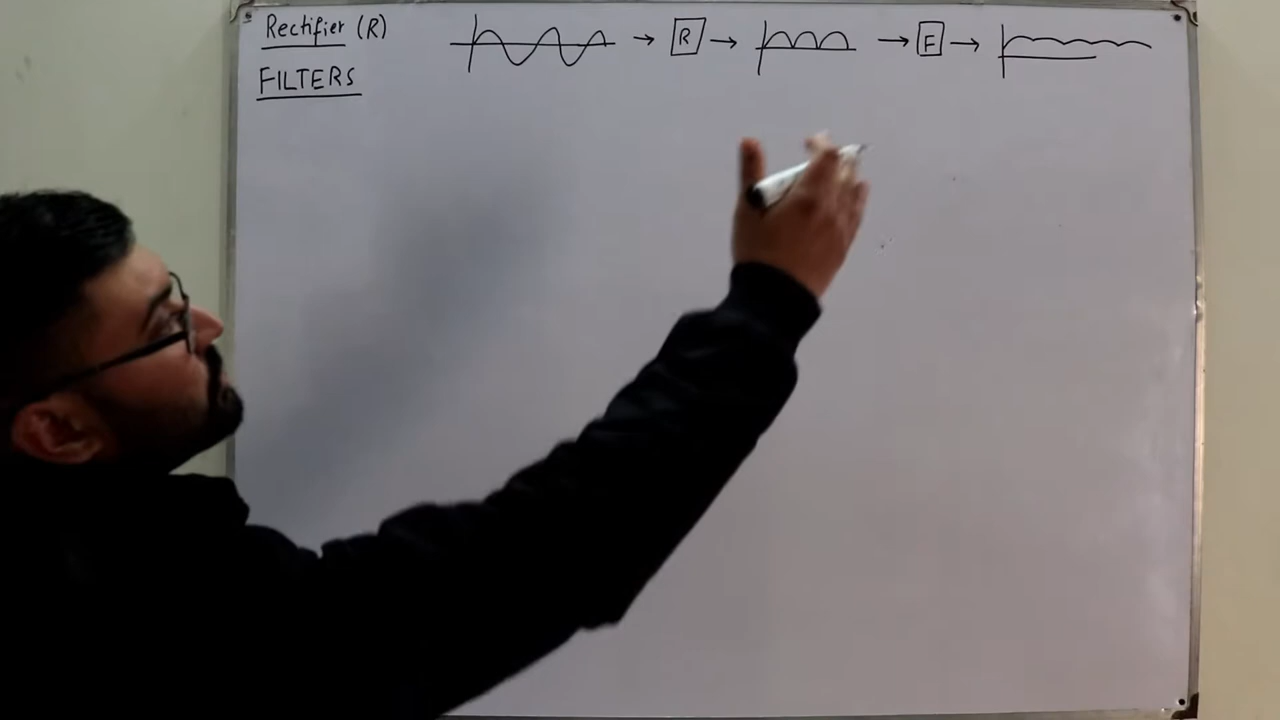 Rectifier (R)
→ R → → F →
FILTERS